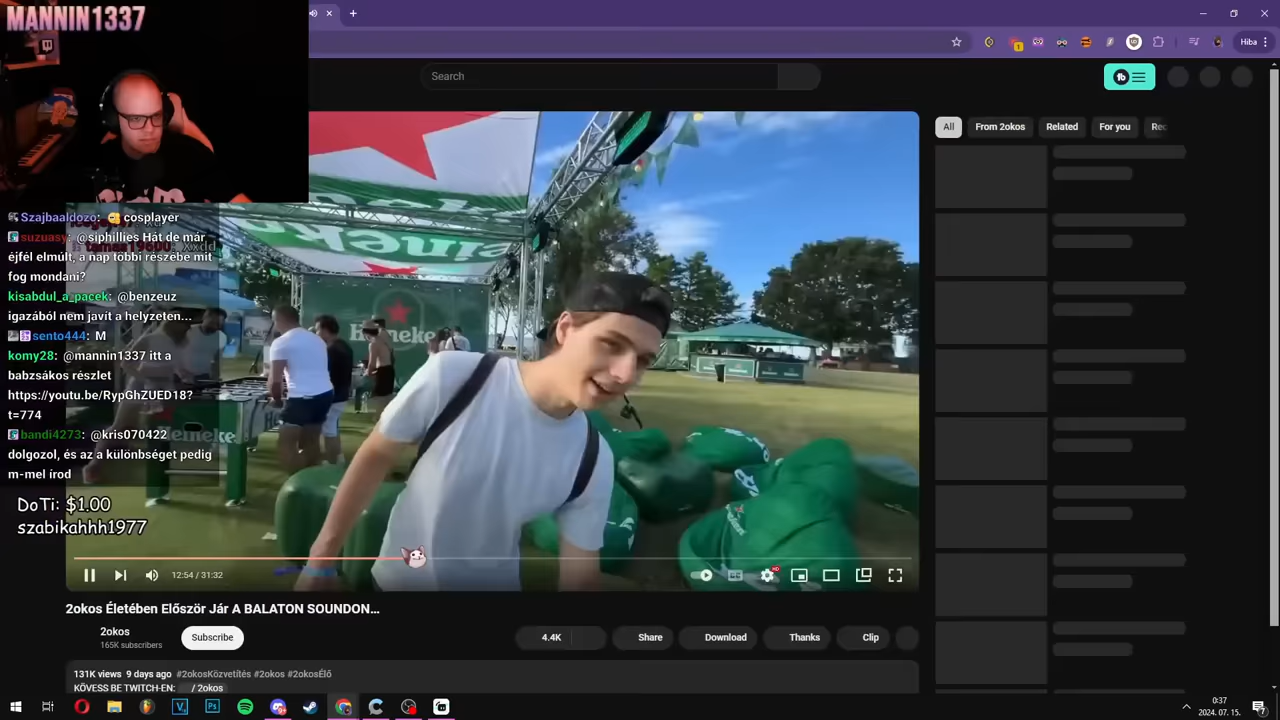 MANNIN1337
Hiba
Search
All
From 2okos
Related
For you
Szajbaaldozo: cosplayer
suzuasy: @siphillies Hát de már
éjfél elmúlt, a nap többi részébe mit
fog mondani?
kisabdul_a_pacek: @benzeuz
igazából nem javít a helyzeten...
sento444: M
komy28: @mannin1337 itt a
babzsákos részlet
https://youtu.be/RypGhZUED18?
t=774
bandi4273: @kris070422
dolgozol, és az a különbséget pedig
m-mel írod
DoTi: $1.00
szabikahhh1977
Heineken
Heineken
12:54 / 31:32
2okos Életében Először Jár A BALATON SOUNDON...
2okos
165K subscribers
Subscribe
4.4K
Share
Download
Thanks
Clip
131K views 9 days ago #2okosKözvetítés #2okos #2okosÉlő
KÖVESS BE TWITCH-EN: / 2okos
0:37
2024. 07. 15.